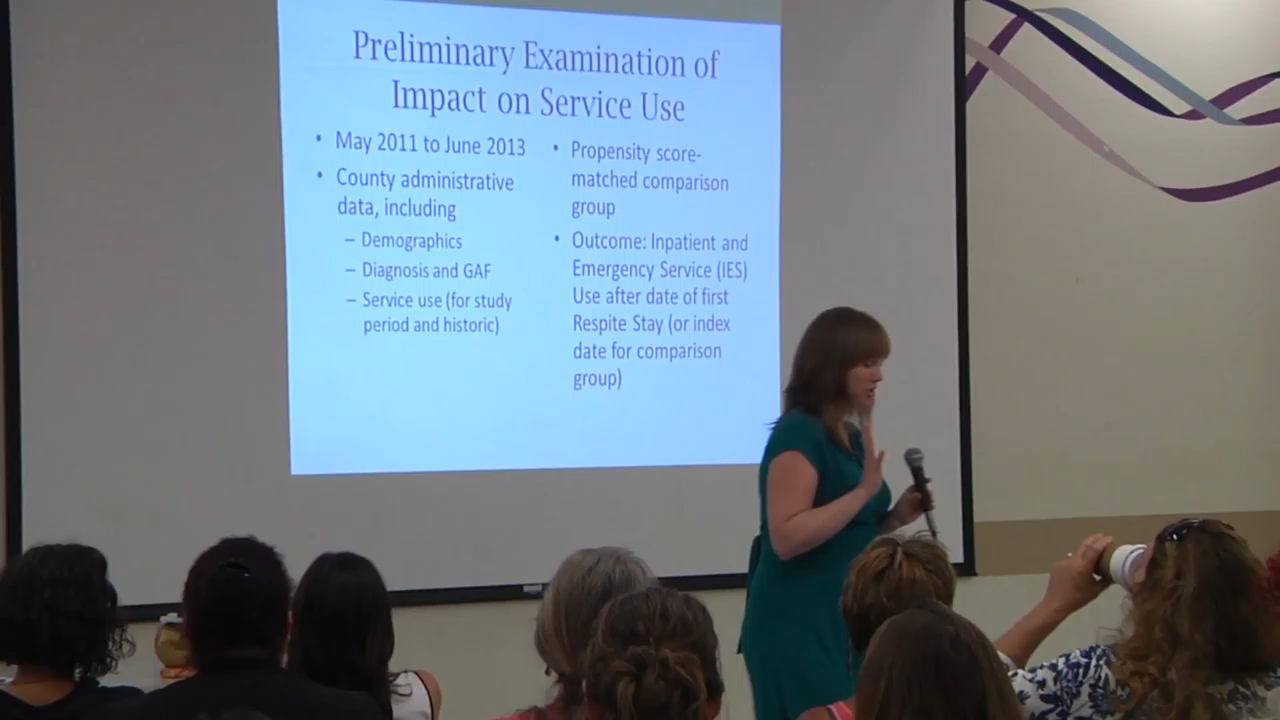 Preliminary Examination of
Impact on Service Use
• May 2011 to June 2013
• County administrative
data, including
– Demographics
– Diagnosis and GAF
– Service use (for study
period and historic)
• Propensity score-
matched comparison
group
• Outcome: Inpatient and
Emergency Service (IES)
Use after date of first
Respite Stay (or index
date for comparison
group)